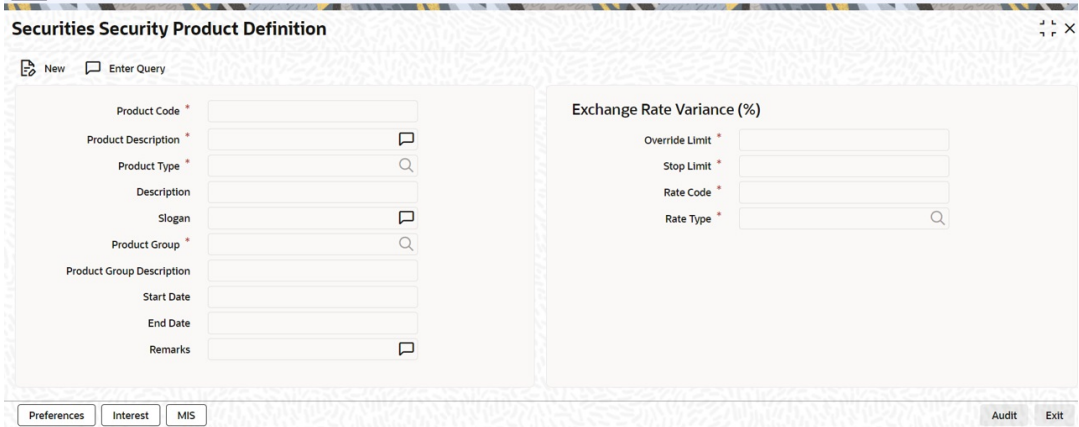 Securities Security Product Definition
New Enter Query
Product Code *
Product Description *
Product Type *
Description
Slogan
Product Group *
Product Group Description
Start Date
End Date
Remarks
Exchange Rate Variance (%)
Override Limit *
Stop Limit *
Rate Code *
Rate Type *
Preferences Interest MIS Audit Exit